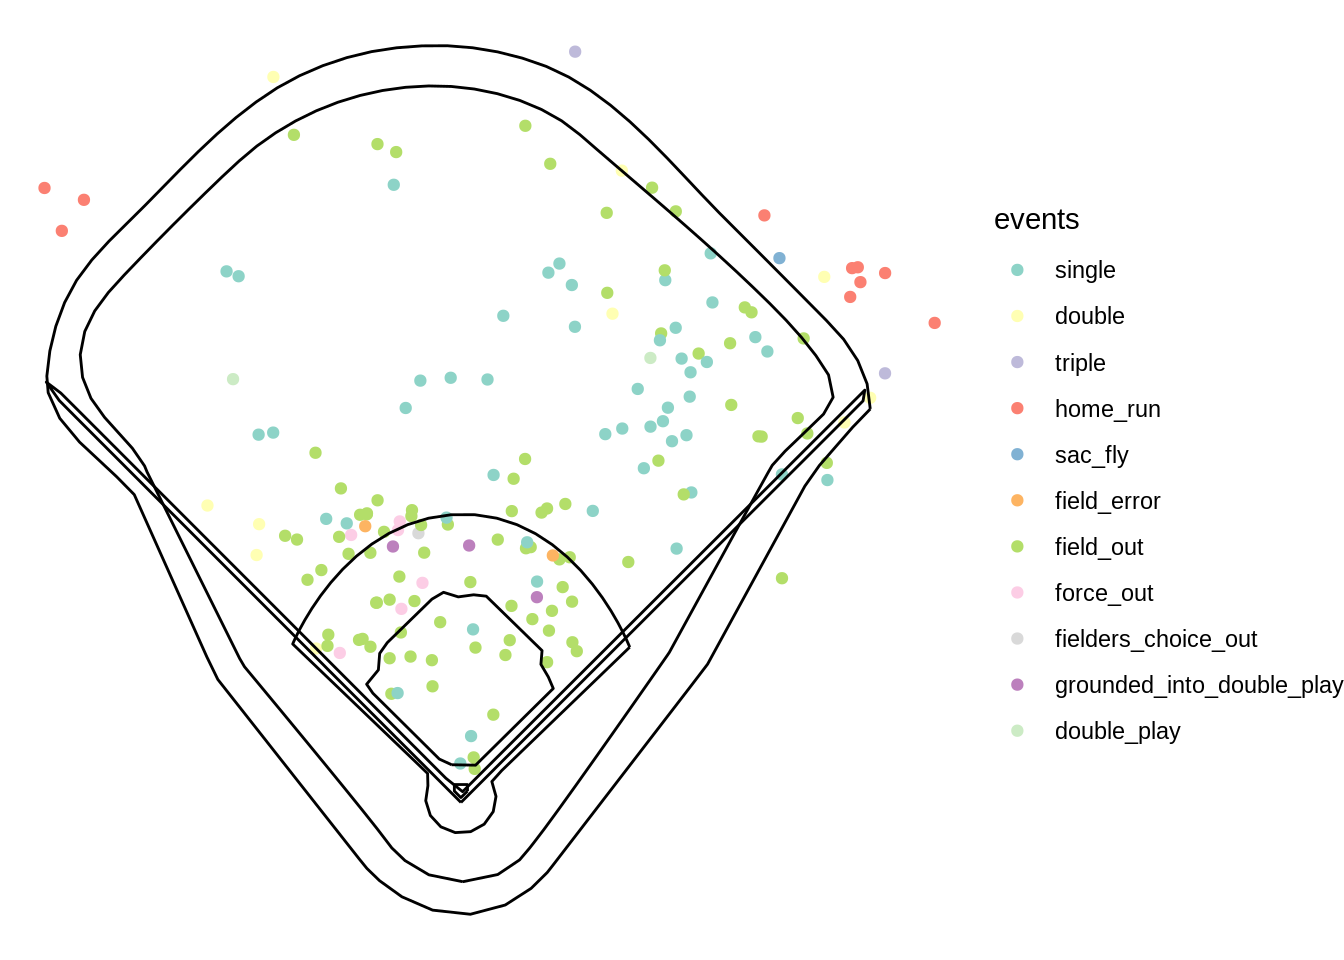 events
single
double
triple
home_run
sac_fly
field_error
field_out
force_out
fielders_choice_out
grounded_into_double_play
double_play